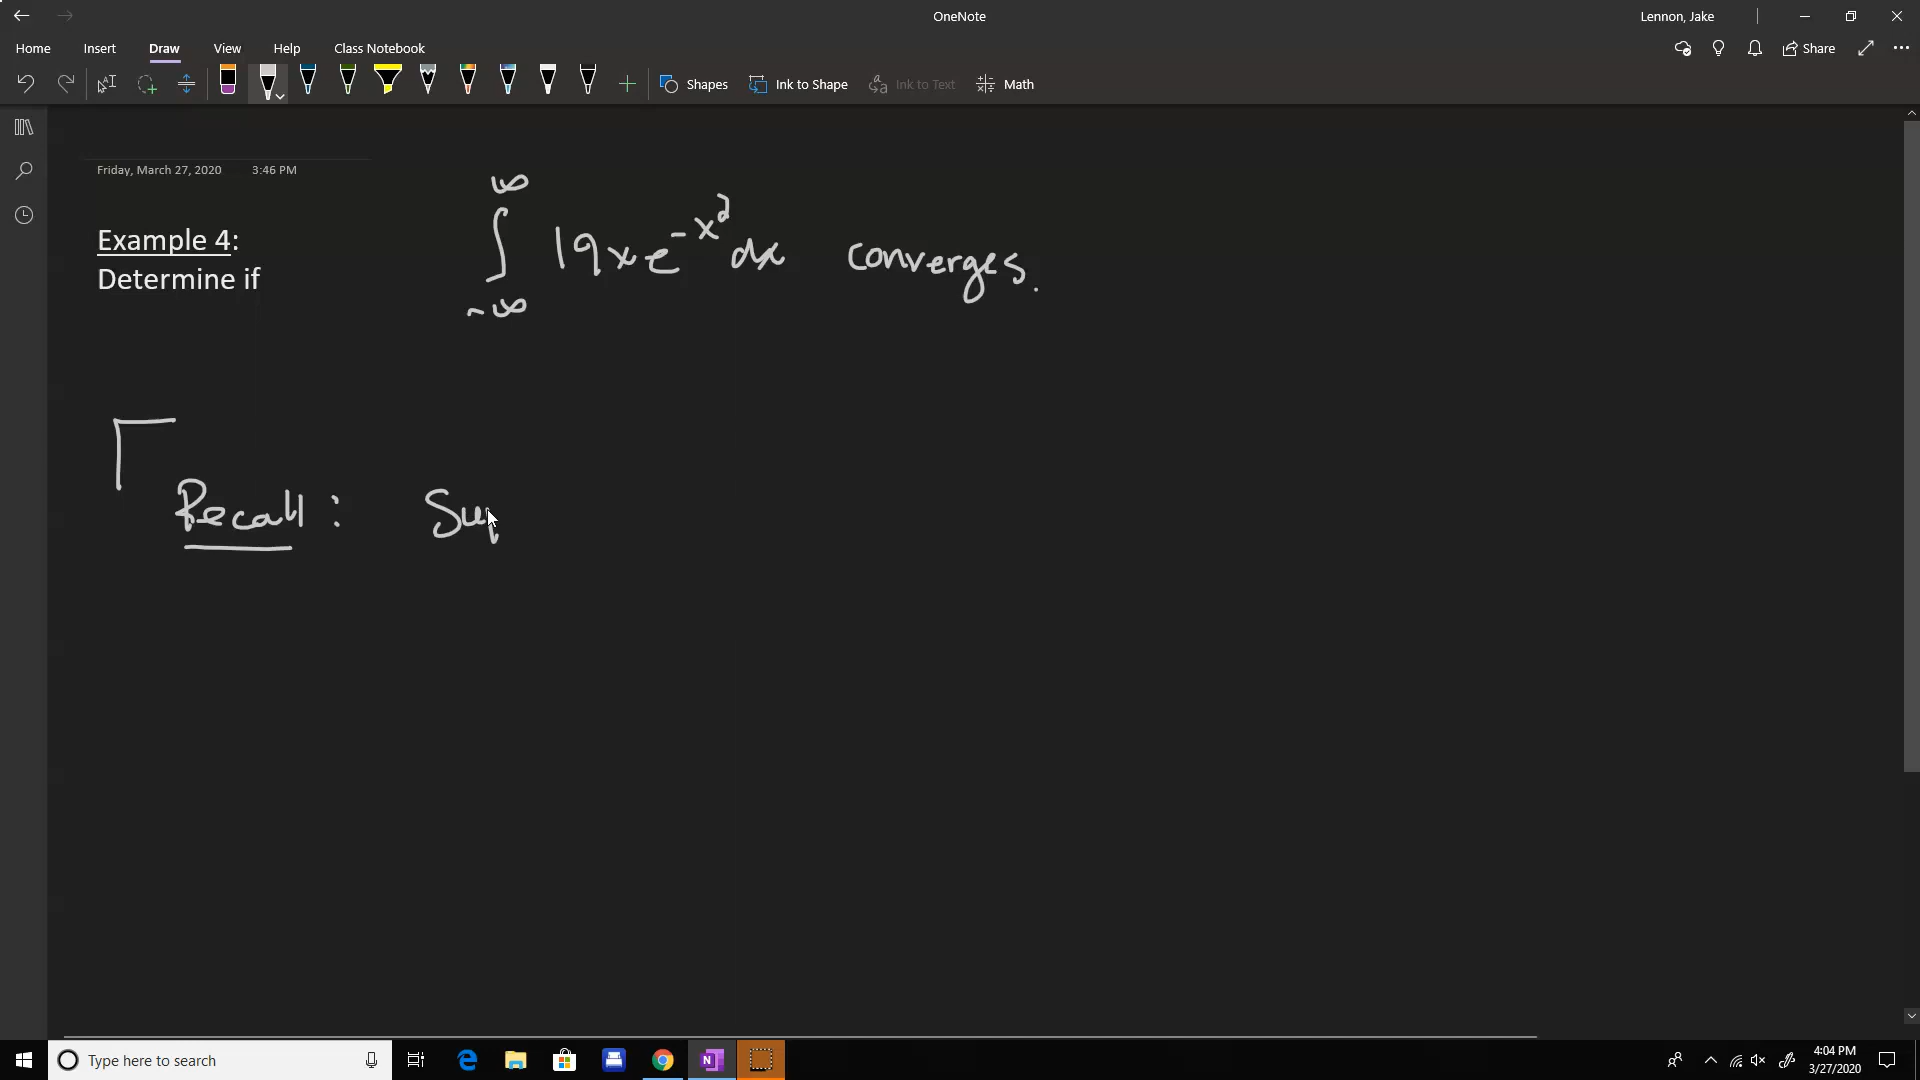 OneNote
Lennon, Jake
Home Insert Draw View Help Class Notebook
Share
Shapes Ink to Shape Ink to Text Math
Friday, March 27, 2020 3:46 PM
Example 4:
Determine if
∫_{-∞}^{∞} 19xe^{-x^2} dx converges.
Recall: Sup
Type here to search
4:04 PM
3/27/2020